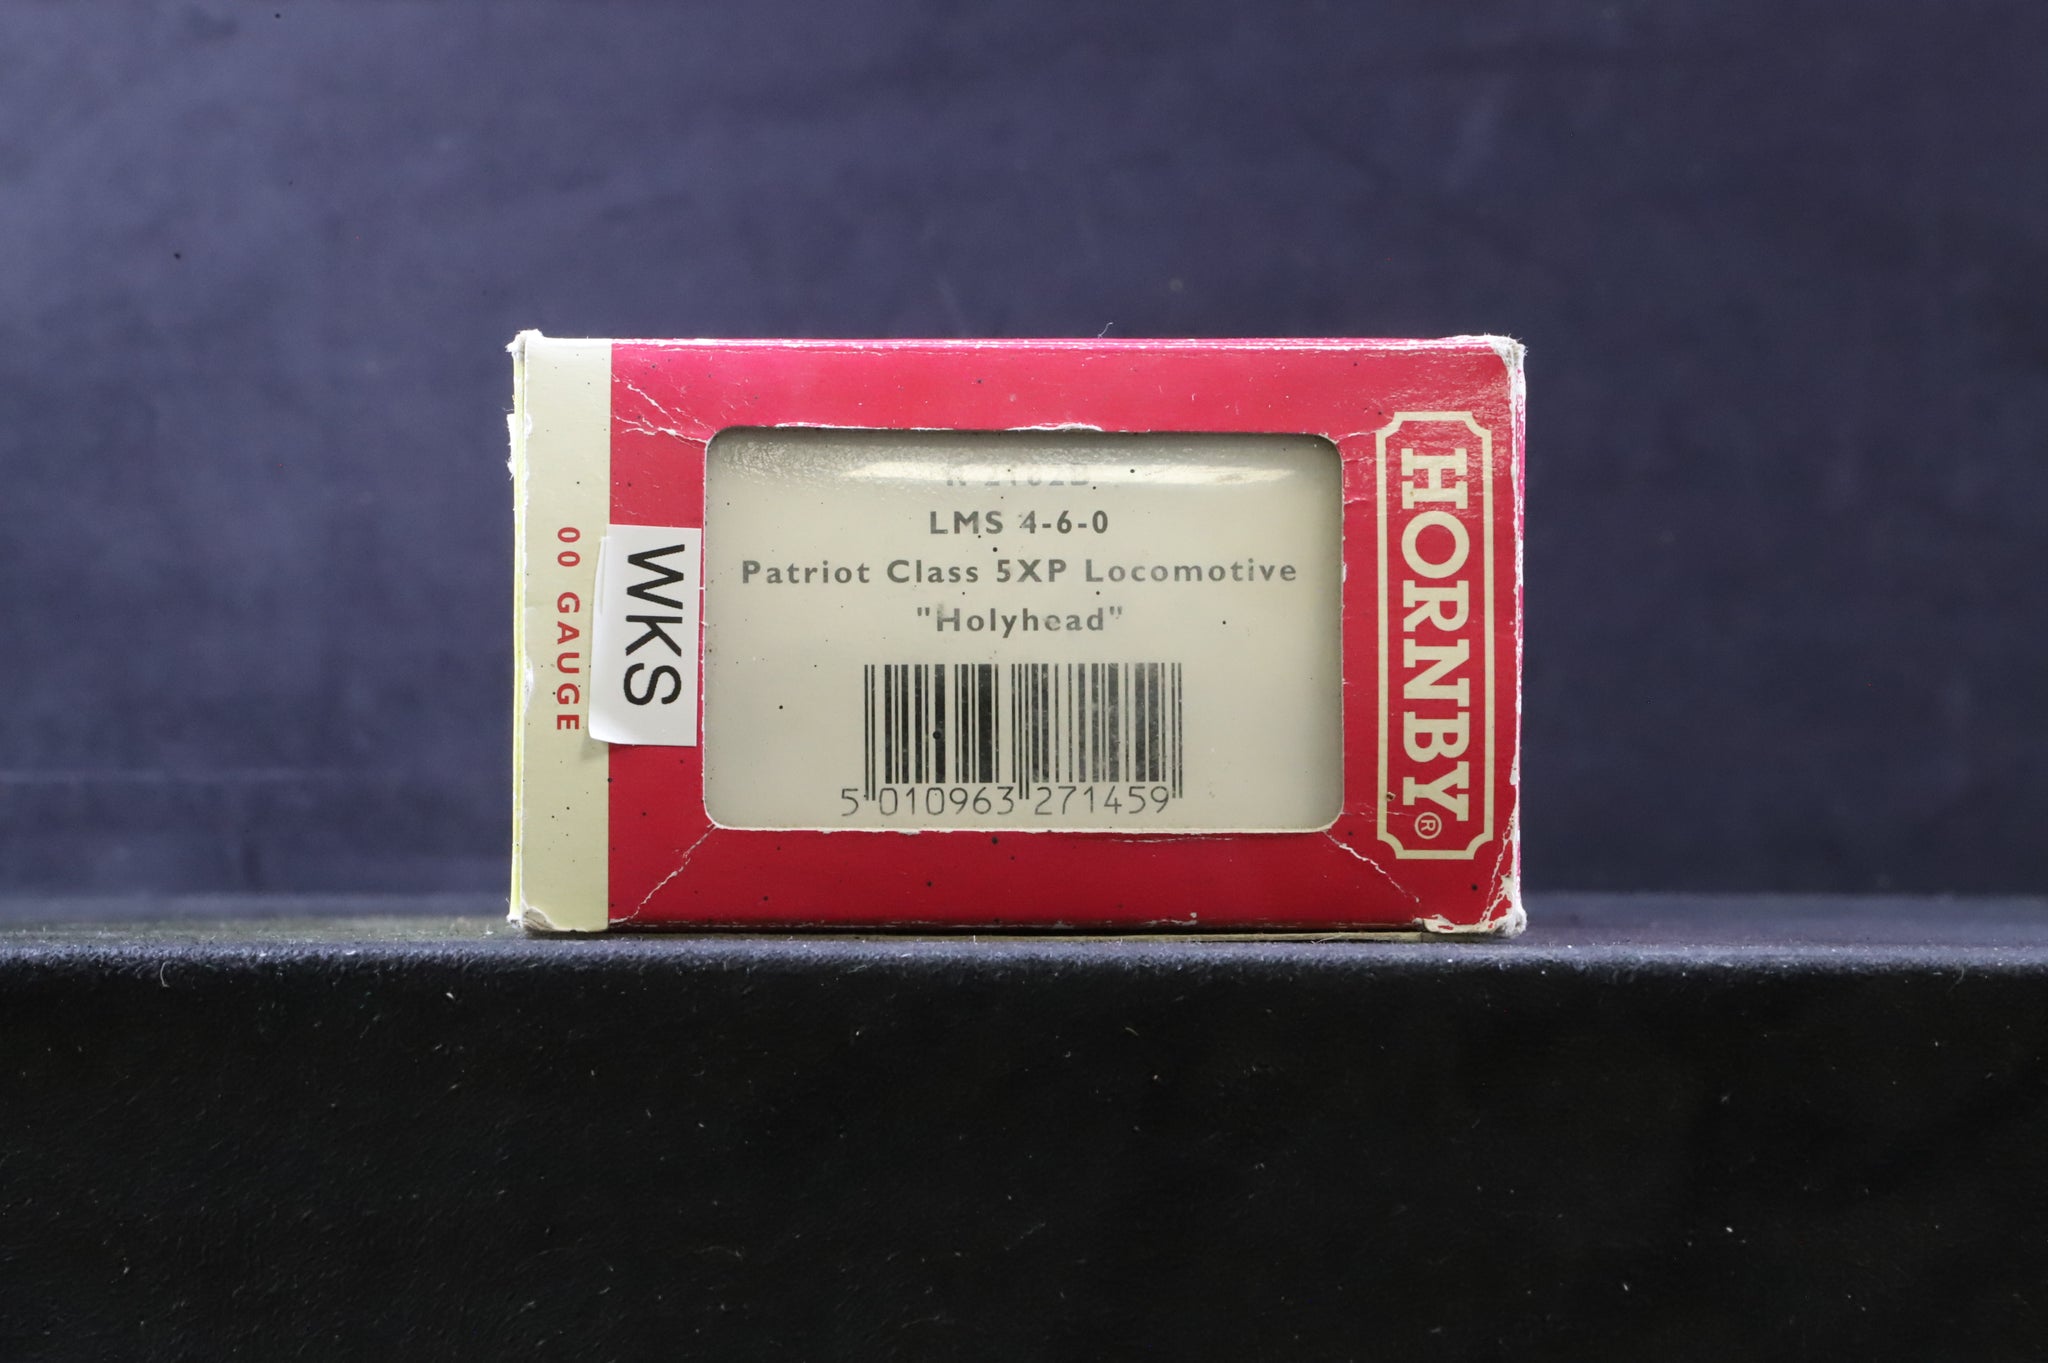 00 GAUGE
WKS
LMS 4-6-0
Patriot Class 5XP Locomotive
"Holyhead"
5 010963 271459
HORNBY®